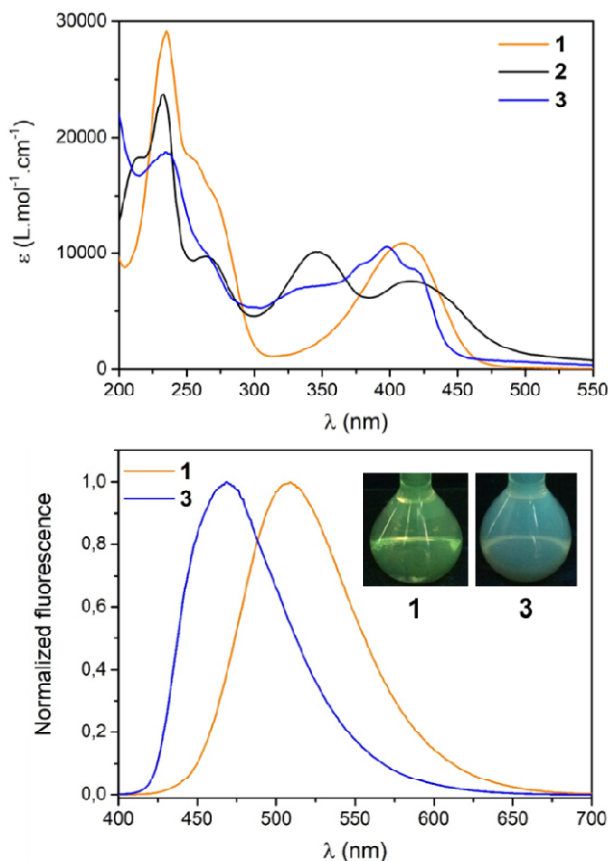 30000
20000
10000
0
ε (L.mol⁻¹.cm⁻¹)
1
2
3
200 250 300 350 400 450 500 550
λ (nm)
1,0
0,8
0,6
0,4
0,2
0,0
Normalized fluorescence
1
3
1 3
400 450 500 550 600 650 700
λ (nm)